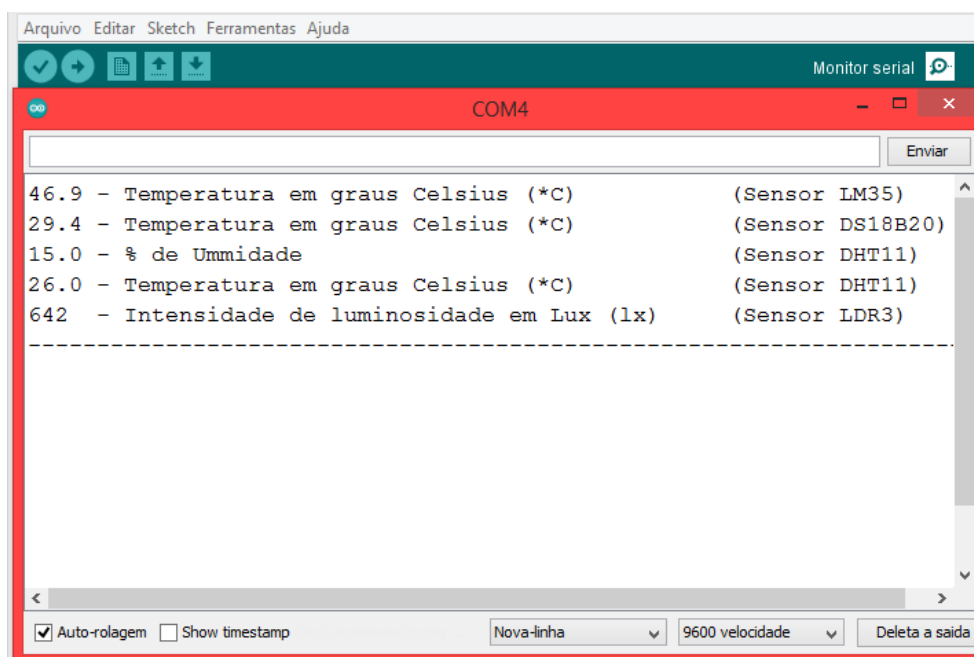 Arquivo Editar Sketch Ferramentas Ajuda
Monitor serial
COM4
Enviar
46.9 - Temperatura em graus Celsius (*C) (Sensor LM35)
29.4 - Temperatura em graus Celsius (*C) (Sensor DS18B20)
15.0 - % de Ummidade (Sensor DHT11)
26.0 - Temperatura em graus Celsius (*C) (Sensor DHT11)
642 - Intensidade de luminosidade em Lux (lx) (Sensor LDR3)
----------------------------------------------------------------------
Auto-rolagem Show timestamp Nova-linha 9600 velocidade Deleta a saida